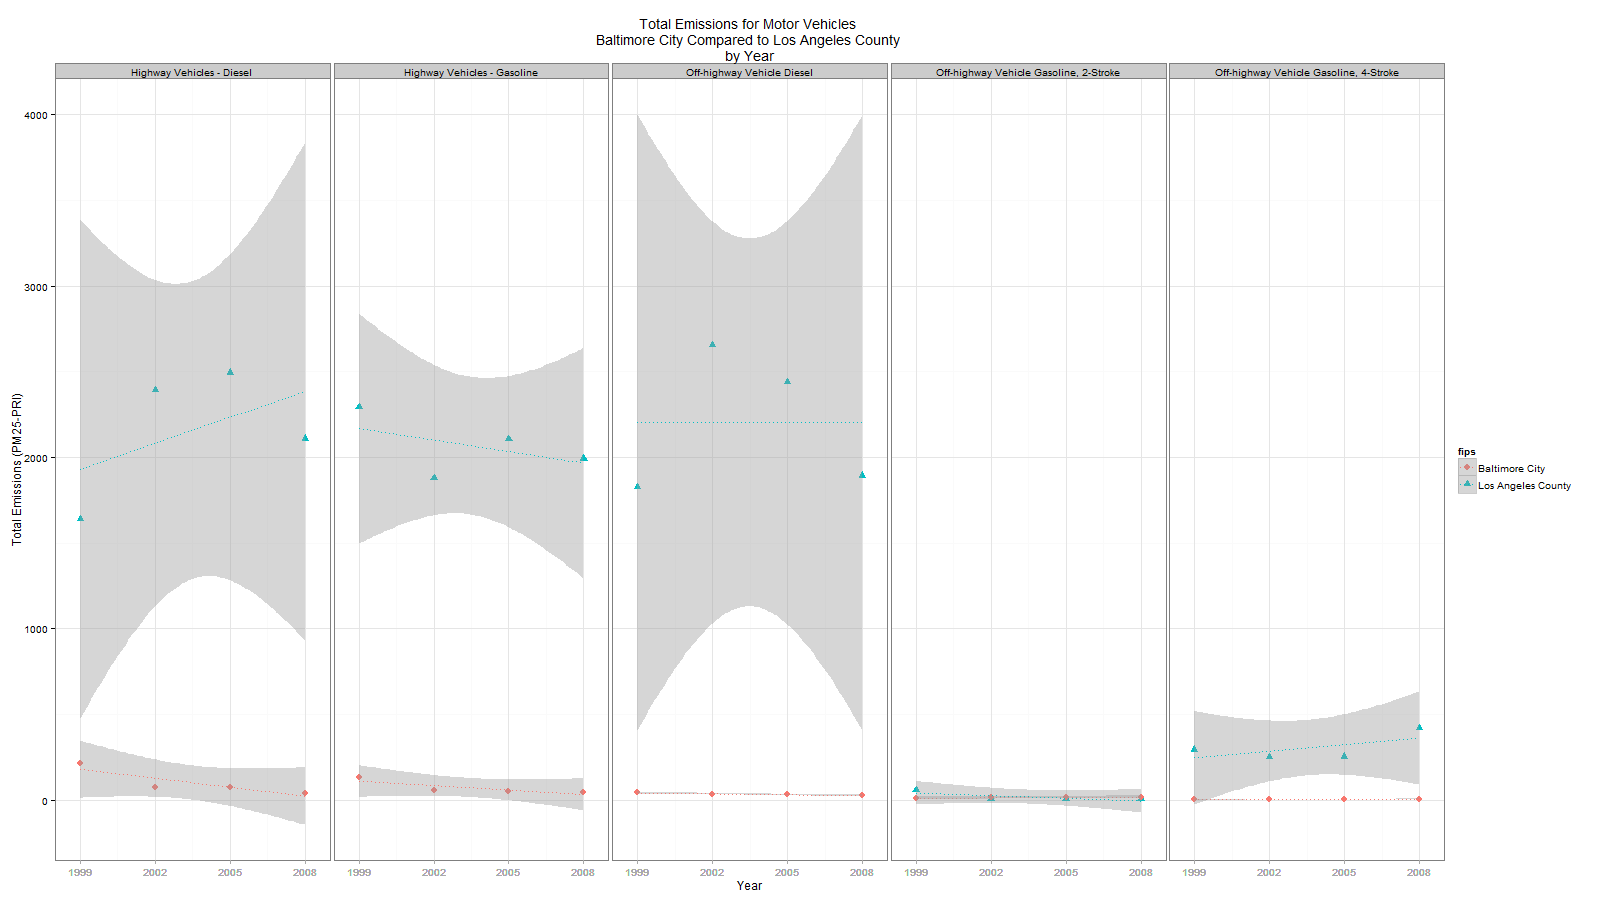 Total Emissions for Motor Vehicles
Baltimore City Compared to Los Angeles County
by Year
Highway Vehicles - Diesel
Highway Vehicles - Gasoline
Off-highway Vehicle Diesel
Off-highway Vehicle Gasoline, 2-Stroke
Off-highway Vehicle Gasoline, 4-Stroke
Total Emissions (PM25-PRI)
4000
3000
2000
1000
0
fips
Baltimore City
Los Angeles County
1999 2002 2005 2008
1999 2002 2005 2008
1999 2002 2005 2008
1999 2002 2005 2008
1999 2002 2005 2008
Year